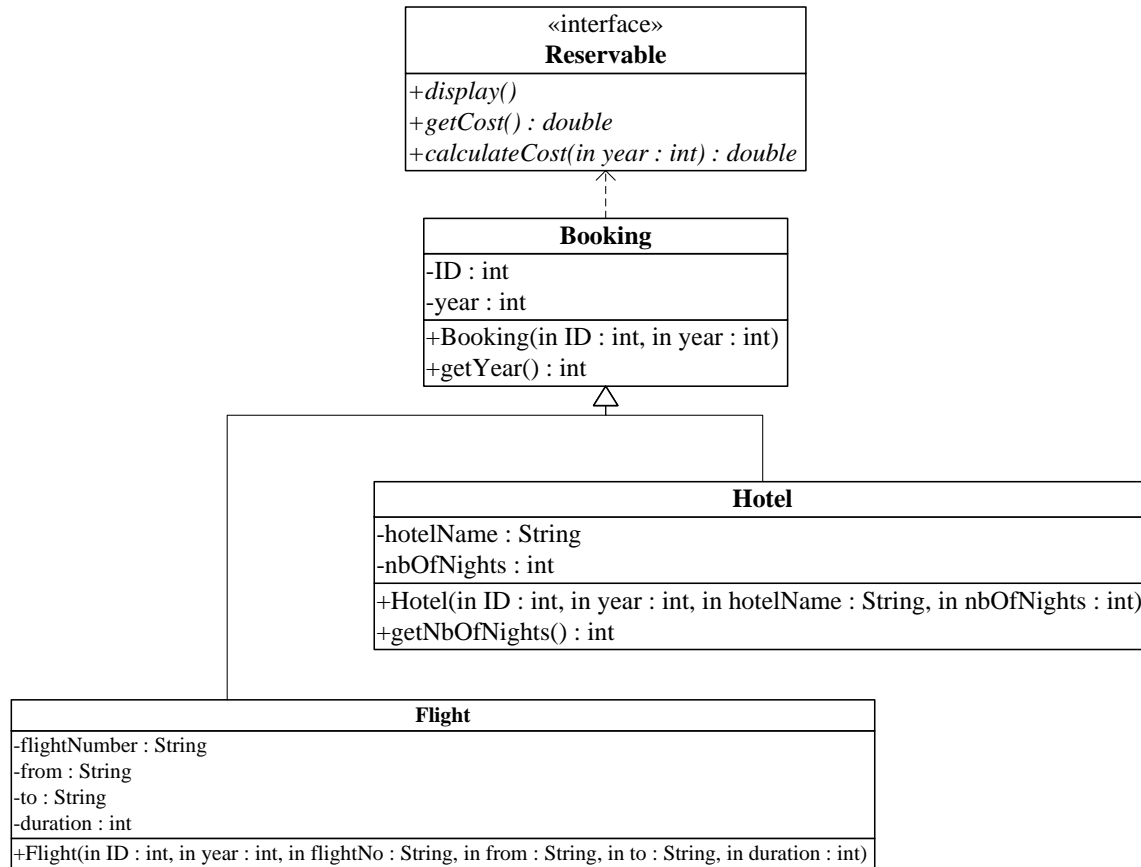 «interface»
Reservable
+display()
+getCost() : double
+calculateCost(in year : int) : double
Booking
-ID : int
-year : int
+Booking(in ID : int, in year : int)
+getYear() : int
Hotel
-hotelName : String
-nbOfNights : int
+Hotel(in ID : int, in year : int, in hotelName : String, in nbOfNights : int)
+getNbOfNights() : int
Flight
-flightNumber : String
-from : String
-to : String
-duration : int
+Flight(in ID : int, in year : int, in flightNo : String, in from : String, in to : String, in duration : int)